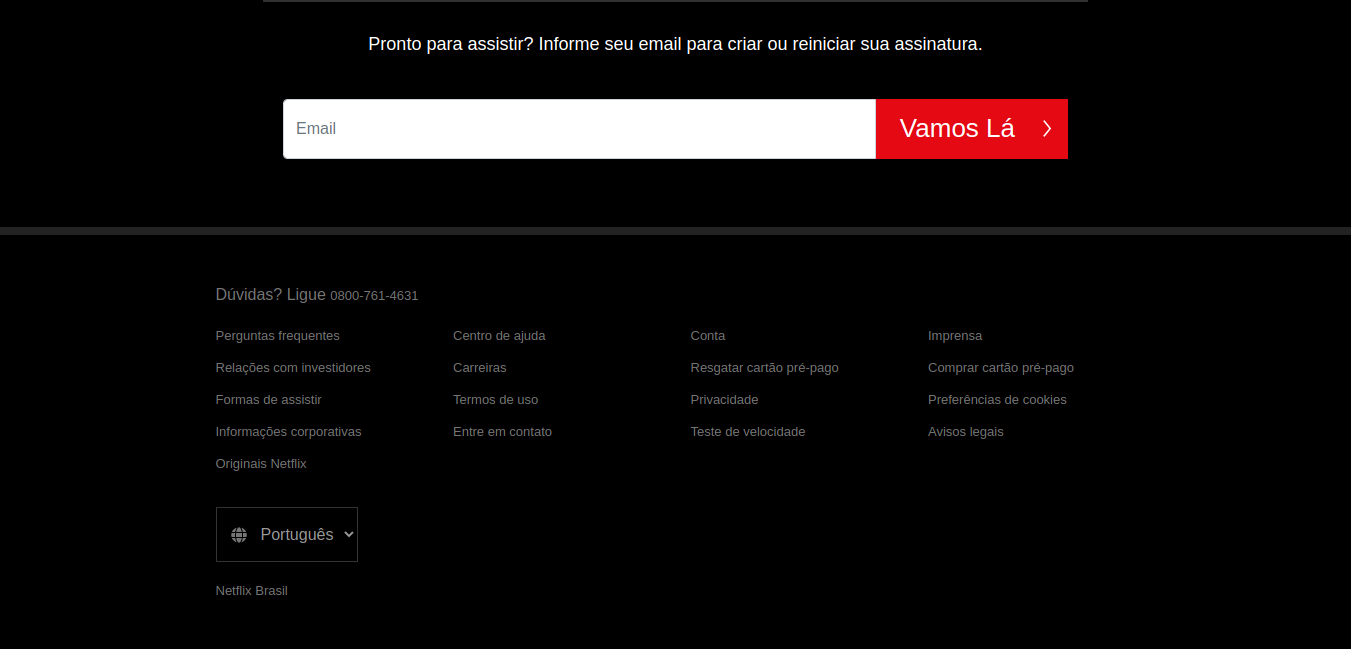 Pronto para assistir? Informe seu email para criar ou reiniciar sua assinatura.
Email
Vamos Lá
Dúvidas? Ligue 0800-761-4631
Perguntas frequentes
Centro de ajuda
Conta
Imprensa
Relações com investidores
Carreiras
Resgatar cartão pré-pago
Comprar cartão pré-pago
Formas de assistir
Termos de uso
Privacidade
Preferências de cookies
Informações corporativas
Entre em contato
Teste de velocidade
Avisos legais
Originais Netflix
Português
Netflix Brasil